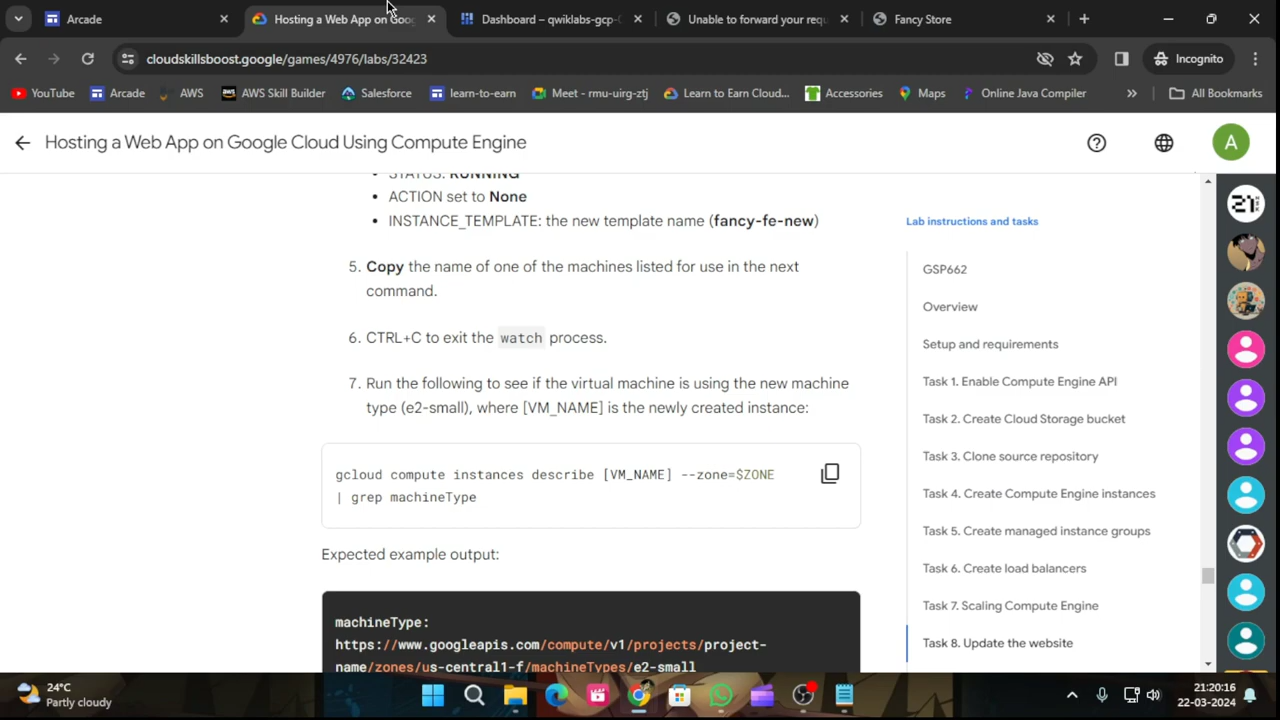 Arcade
Hosting a Web App on Goo
Dashboard – qwiklabs-gcp-
Unable to forward your requ
Fancy Store
cloudskillsboost.google/games/4976/labs/32423
Incognito
YouTube
Arcade
AWS
AWS Skill Builder
Salesforce
learn-to-earn
Meet - rmu-uirg-ztj
Learn to Earn Cloud...
Accessories
Maps
Online Java Compiler
All Bookmarks
Hosting a Web App on Google Cloud Using Compute Engine
A
STATUS: RUNNING
ACTION set to None
INSTANCE_TEMPLATE: the new template name (fancy-fe-new)
5. Copy the name of one of the machines listed for use in the next
command.
6. CTRL+C to exit the watch process.
7. Run the following to see if the virtual machine is using the new machine
type (e2-small), where [VM_NAME] is the newly created instance:
gcloud compute instances describe [VM_NAME] --zone=$ZONE
| grep machineType
Expected example output:
machineType:
https://www.googleapis.com/compute/v1/projects/project-
name/zones/us-central1-f/machineTypes/e2-small
Lab instructions and tasks
GSP662
Overview
Setup and requirements
Task 1. Enable Compute Engine API
Task 2. Create Cloud Storage bucket
Task 3. Clone source repository
Task 4. Create Compute Engine instances
Task 5. Create managed instance groups
Task 6. Create load balancers
Task 7. Scaling Compute Engine
Task 8. Update the website
21
24°C
Partly cloudy
21:20:16
22-03-2024